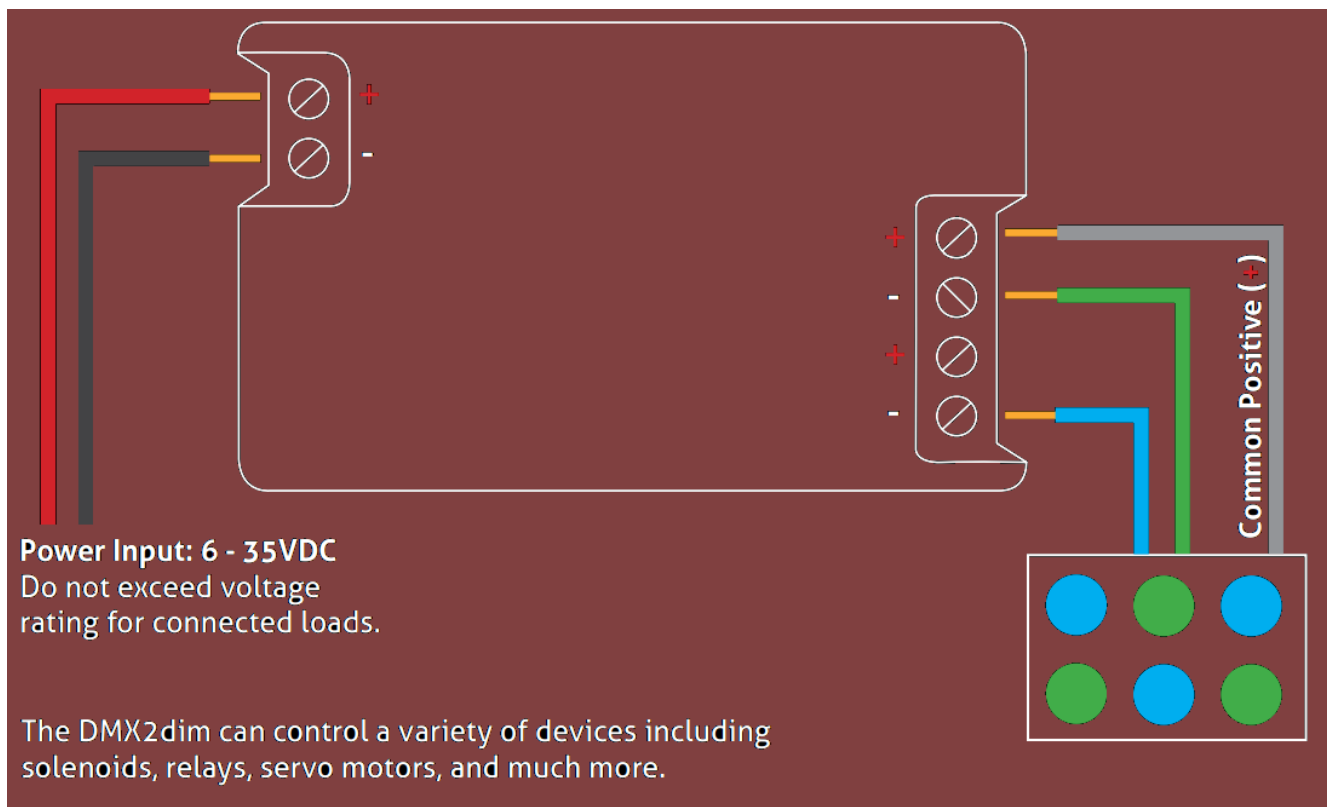 +
-
+
-
+
-
Common Positive (+)
Power Input: 6 - 35VDC
Do not exceed voltage
rating for connected loads.
The DMX2dim can control a variety of devices including
solenoids, relays, servo motors, and much more.